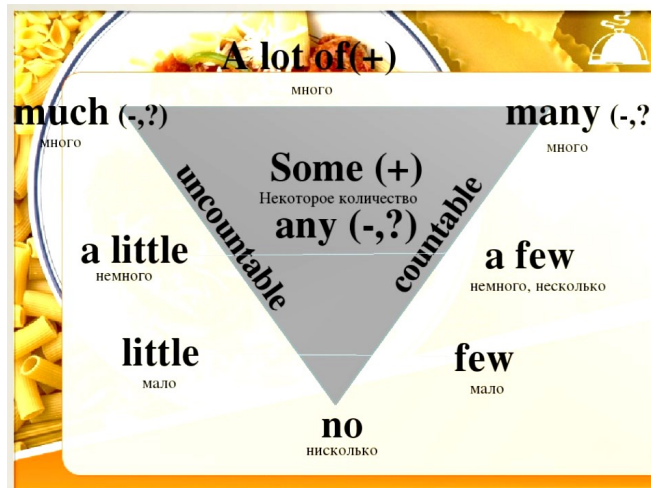 A lot of(+)
много
much (-,?)
много
many (-,?
много
Some (+)
Некоторое количество
any (-,?)
uncountable
countable
a little
немного
a few
немного, несколько
little
мало
few
мало
no
нисколько